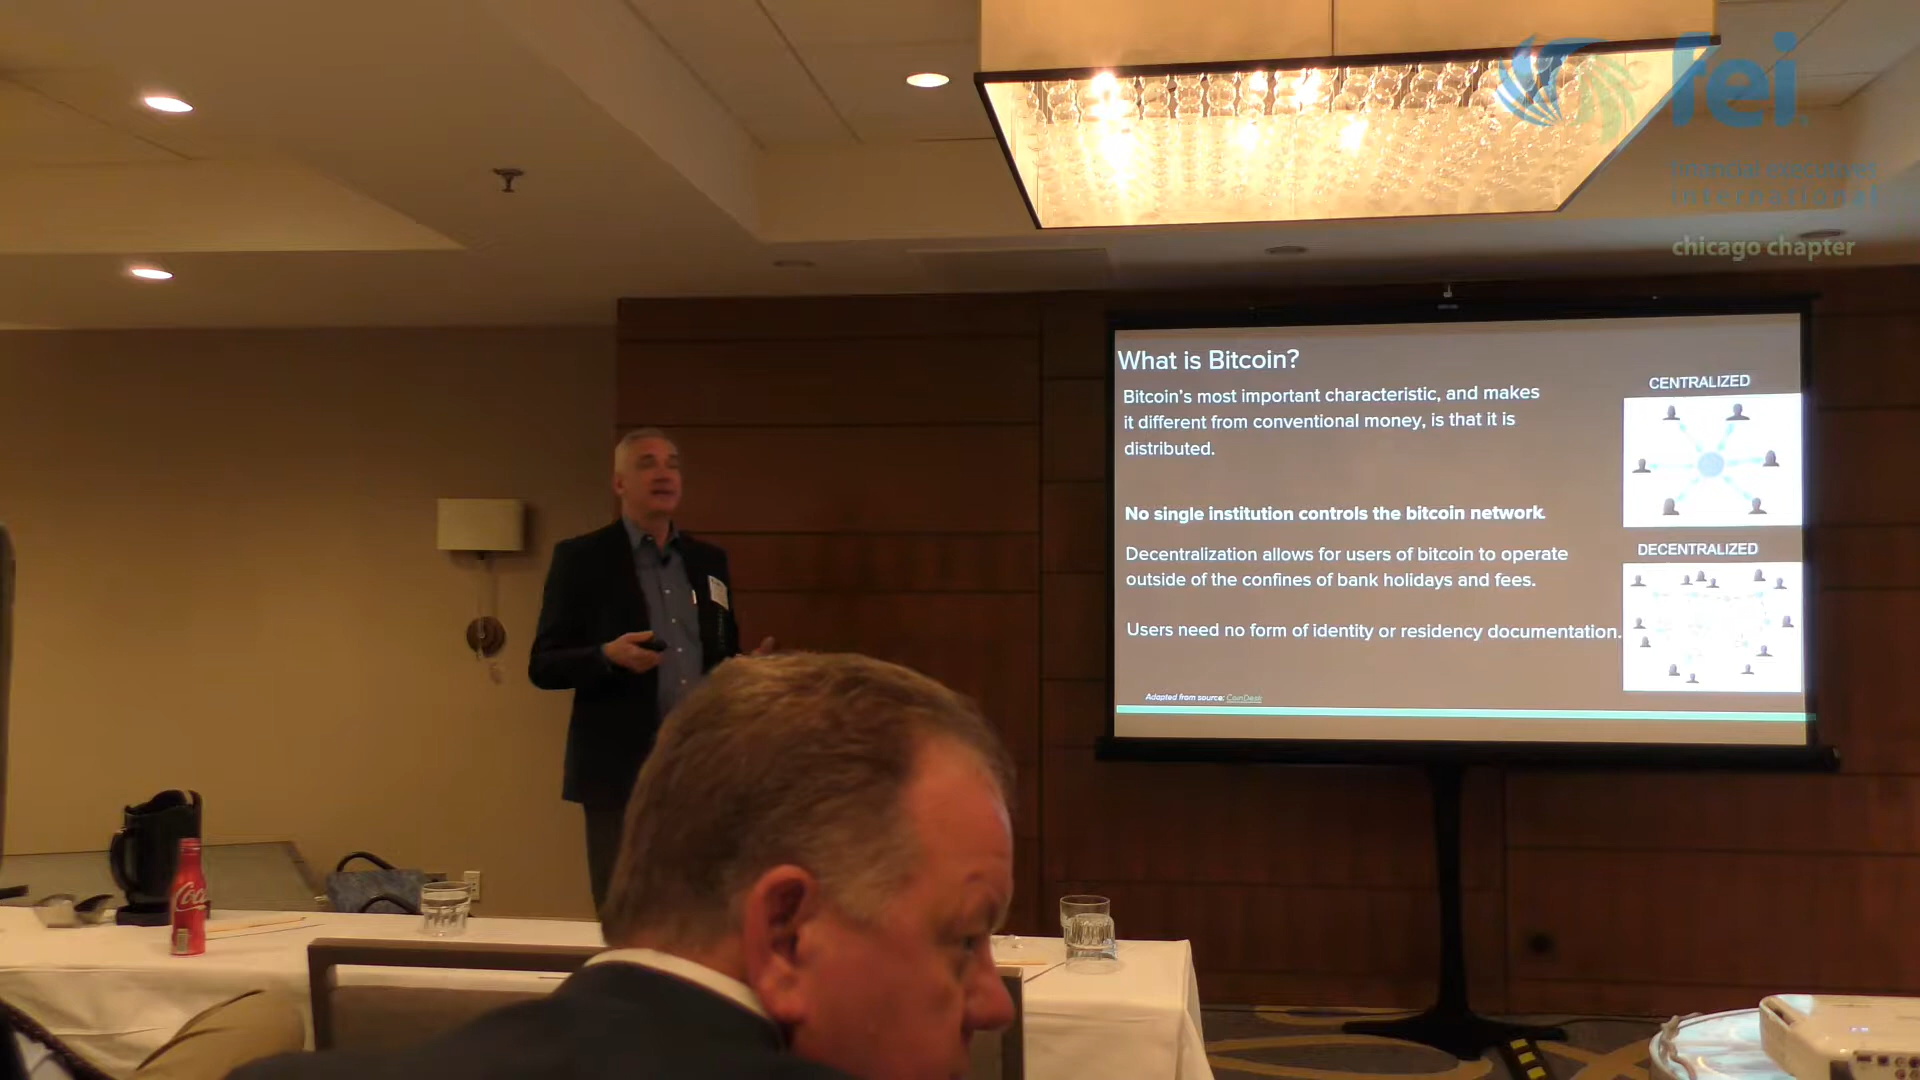 fei
financial executives
international
chicago chapter
What is Bitcoin?
Bitcoin's most important characteristic, and makes
it different from conventional money, is that it is
distributed.
No single institution controls the bitcoin network.
Decentralization allows for users of bitcoin to operate
outside of the confines of bank holidays and fees.
Users need no form of identity or residency documentation.
Adapted from source: CoinDesk
CENTRALIZED
DECENTRALIZED
Coca